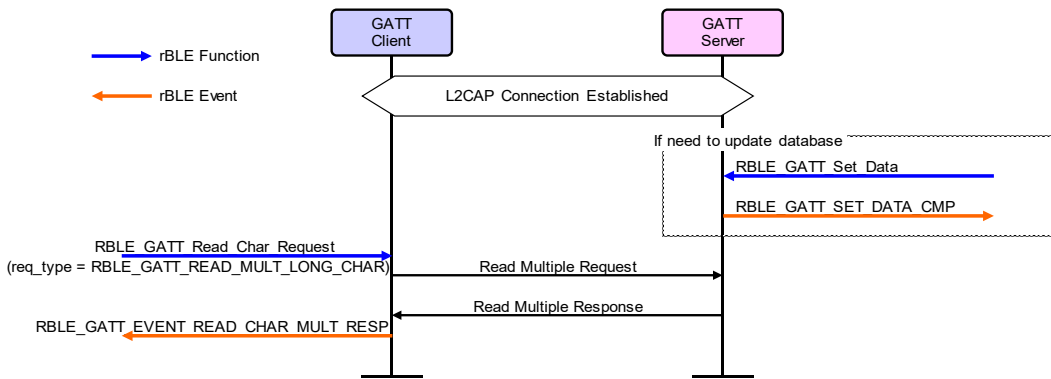 GATT
Client
GATT
Server
rBLE Function
rBLE Event
L2CAP Connection Established
If need to update database
RBLE_GATT_Set_Data
RBLE_GATT_SET_DATA_CMP
RBLE_GATT_Read_Char_Request
(req_type = RBLE_GATT_READ_MULT_LONG_CHAR)
Read Multiple Request
Read Multiple Response
RBLE_GATT_EVENT_READ_CHAR_MULT_RESP